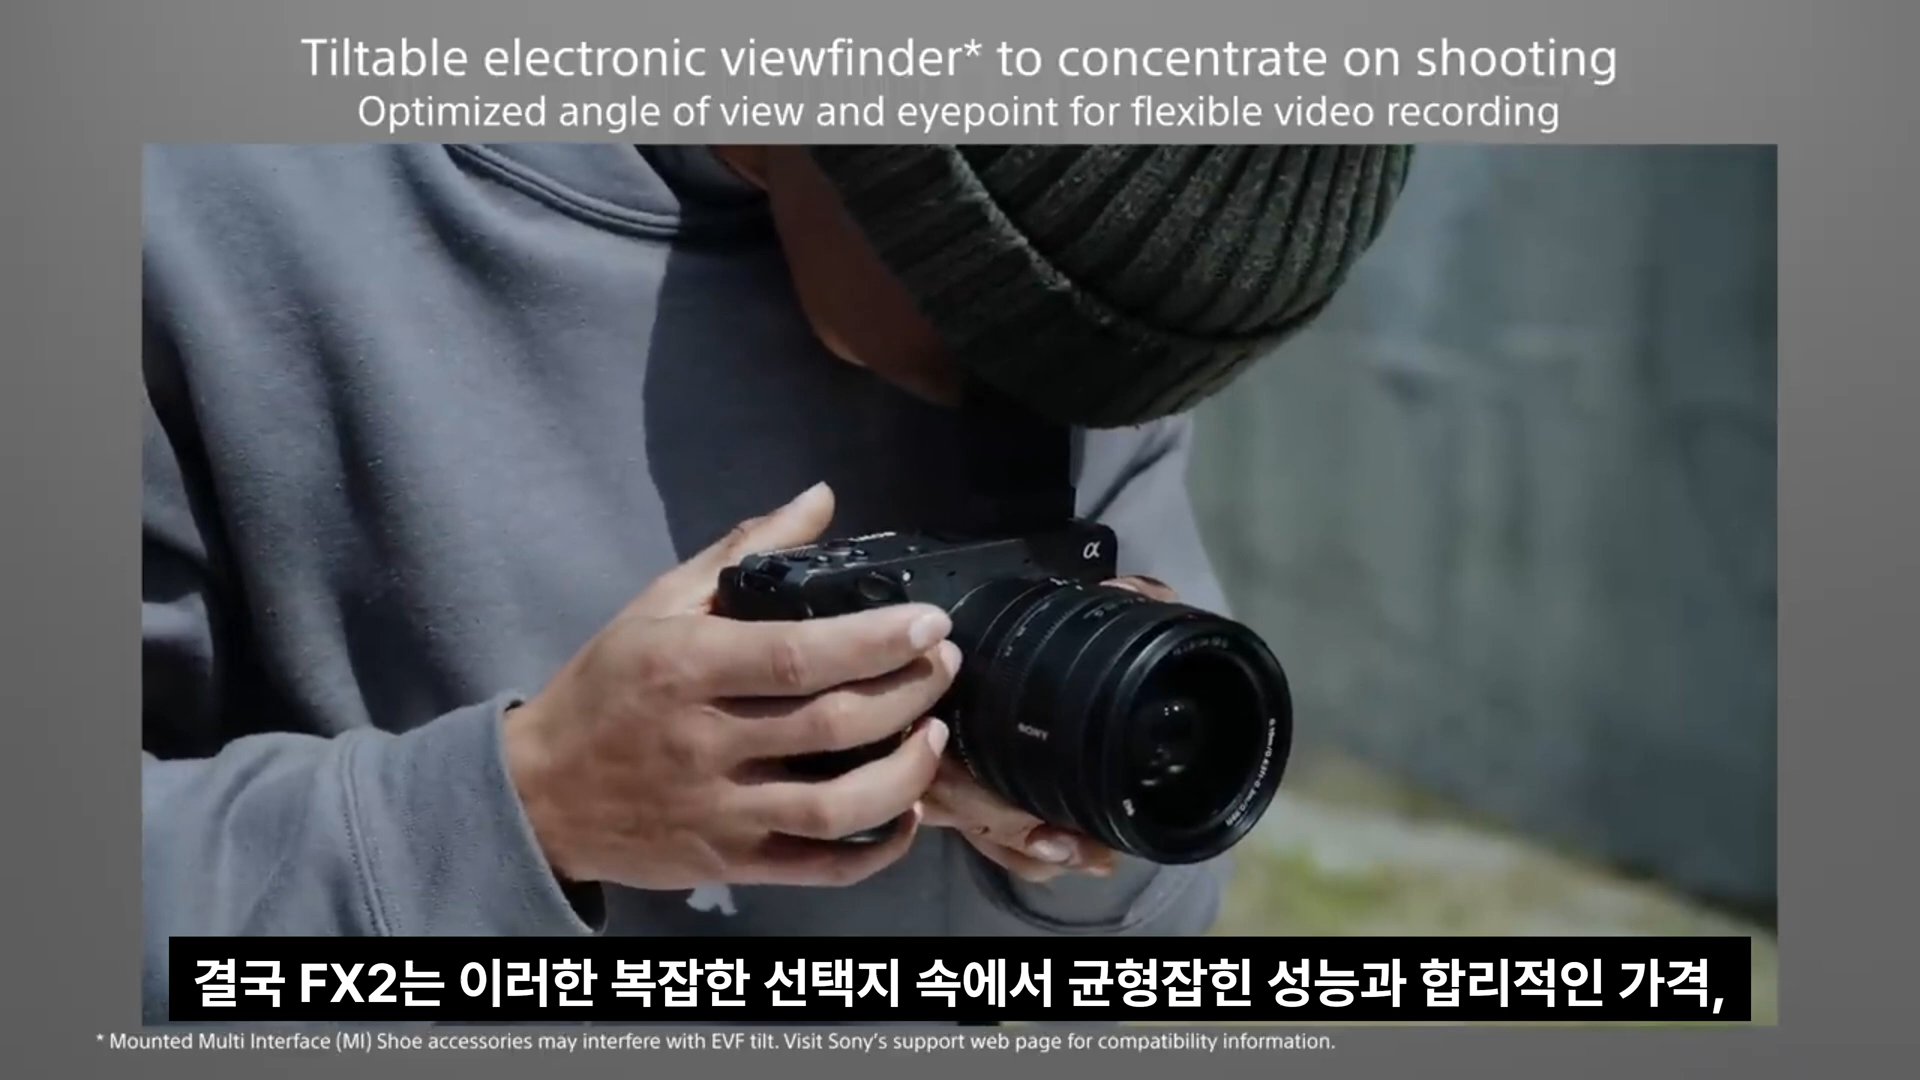 Tiltable electronic viewfinder* to concentrate on shooting
Optimized angle of view and eyepoint for flexible video recording
α
SONY
결국 FX2는 이러한 복잡한 선택지 속에서 균형잡힌 성능과 합리적인 가격,
* Mounted Multi Interface (MI) Shoe accessories may interfere with EVF tilt. Visit Sony's support web page for compatibility information.